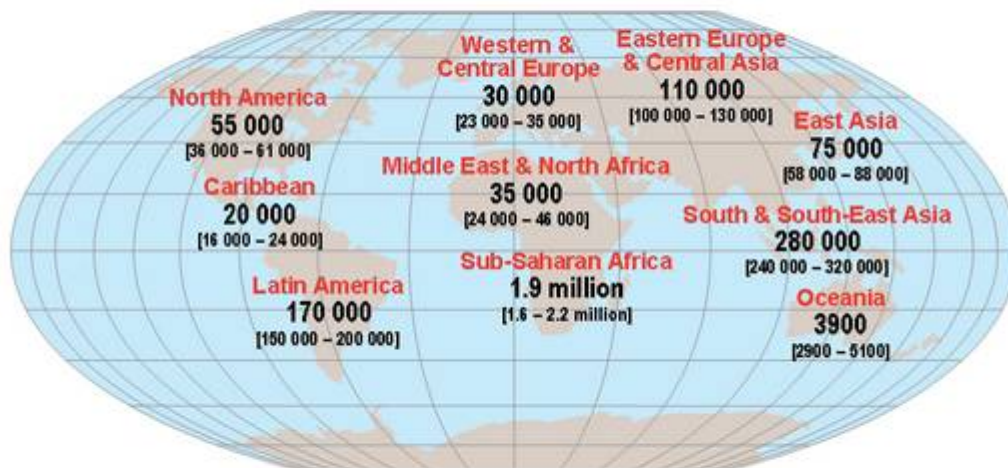 Western &
Central Europe
30 000
[23 000 – 35 000]
Eastern Europe
& Central Asia
110 000
[100 000 – 130 000]
North America
55 000
[36 000 – 61 000]
East Asia
75 000
[58 000 – 88 000]
Middle East & North Africa
35 000
[24 000 – 46 000]
Caribbean
20 000
[16 000 – 24 000]
South & South-East Asia
280 000
[240 000 – 320 000]
Sub-Saharan Africa
1.9 million
[1.6 – 2.2 million]
Latin America
170 000
[150 000 – 200 000]
Oceania
3900
[2900 – 5100]